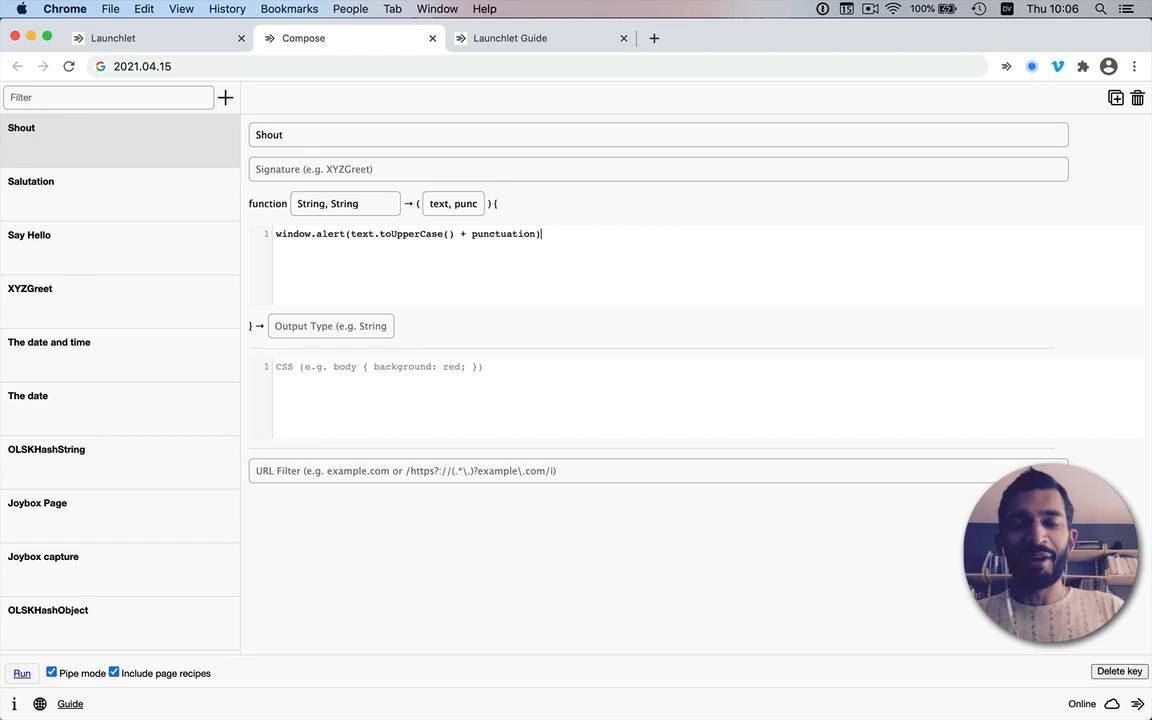 Chrome File Edit View History Bookmarks People Tab Window Help 15 100% DV Thu 10:06
Launchlet Compose Launchlet Guide
2021.04.15
Filter
Shout
Salutation
Say Hello
XYZGreet
The date and time
The date
OLSKHashString
Joybox Page
Joybox capture
OLSKHashObject
Shout
Signature (e.g. XYZGreet)
function String, String → ( text, punc ) {
1 window.alert(text.toUpperCase() + punctuation)
} → Output Type (e.g. String
1 CSS (e.g. body { background: red; })
URL Filter (e.g. example.com or /https?://(.*\.)?example\.com/i)
Run Pipe mode Include page recipes Delete key
Guide Online